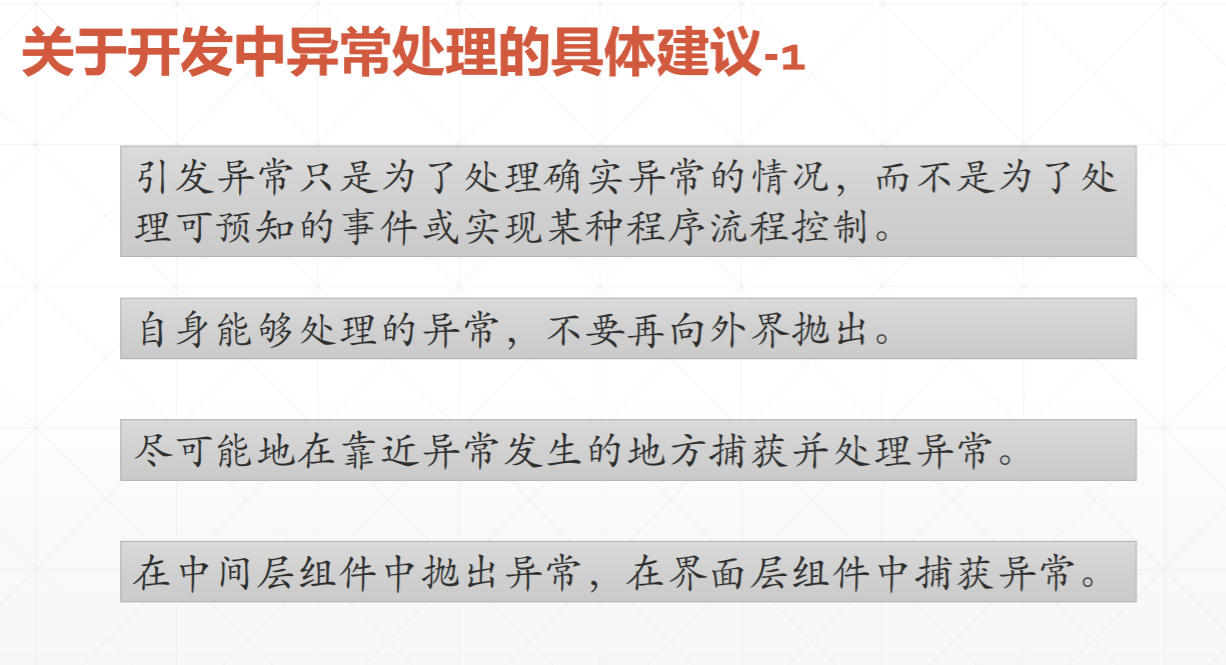 关于开发中异常处理的具体建议-1
引发异常只是为了处理确实异常的情况，而不是为了处
理可预知的事件或实现某种程序流程控制。
自身能够处理的异常，不要再向外界抛出。
尽可能地在靠近异常发生的地方捕获并处理异常。
在中间层组件中抛出异常，在界面层组件中捕获异常。